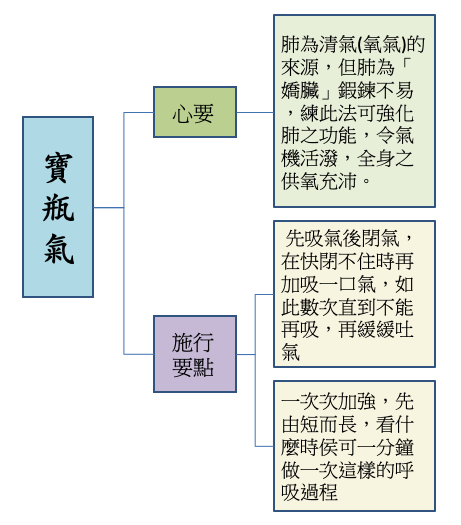 寶
瓶
氣
心要
肺為清氣(氧氣)的
來源，但肺為「
嬌臟」鍛鍊不易
，練此法可強化
肺之功能，令氣
機活潑，全身之
供氧充沛。
施行
要點
先吸氣後閉氣，
在快閉不住時再
加吸一口氣，如
此數次直到不能
再吸，再緩緩吐
氣
一次次加強，先
由短而長，看什
麼時侯可一分鐘
做一次這樣的呼
吸過程